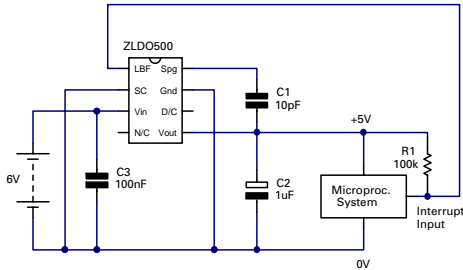 ZLDO500
LBF Spg
SC Gnd
Vin D/C
N/C Vout
C1
10pF
+5V
R1
100k
6V
C3
100nF
C2
1uF
Microproc.
System
Interrupt
Input
0V